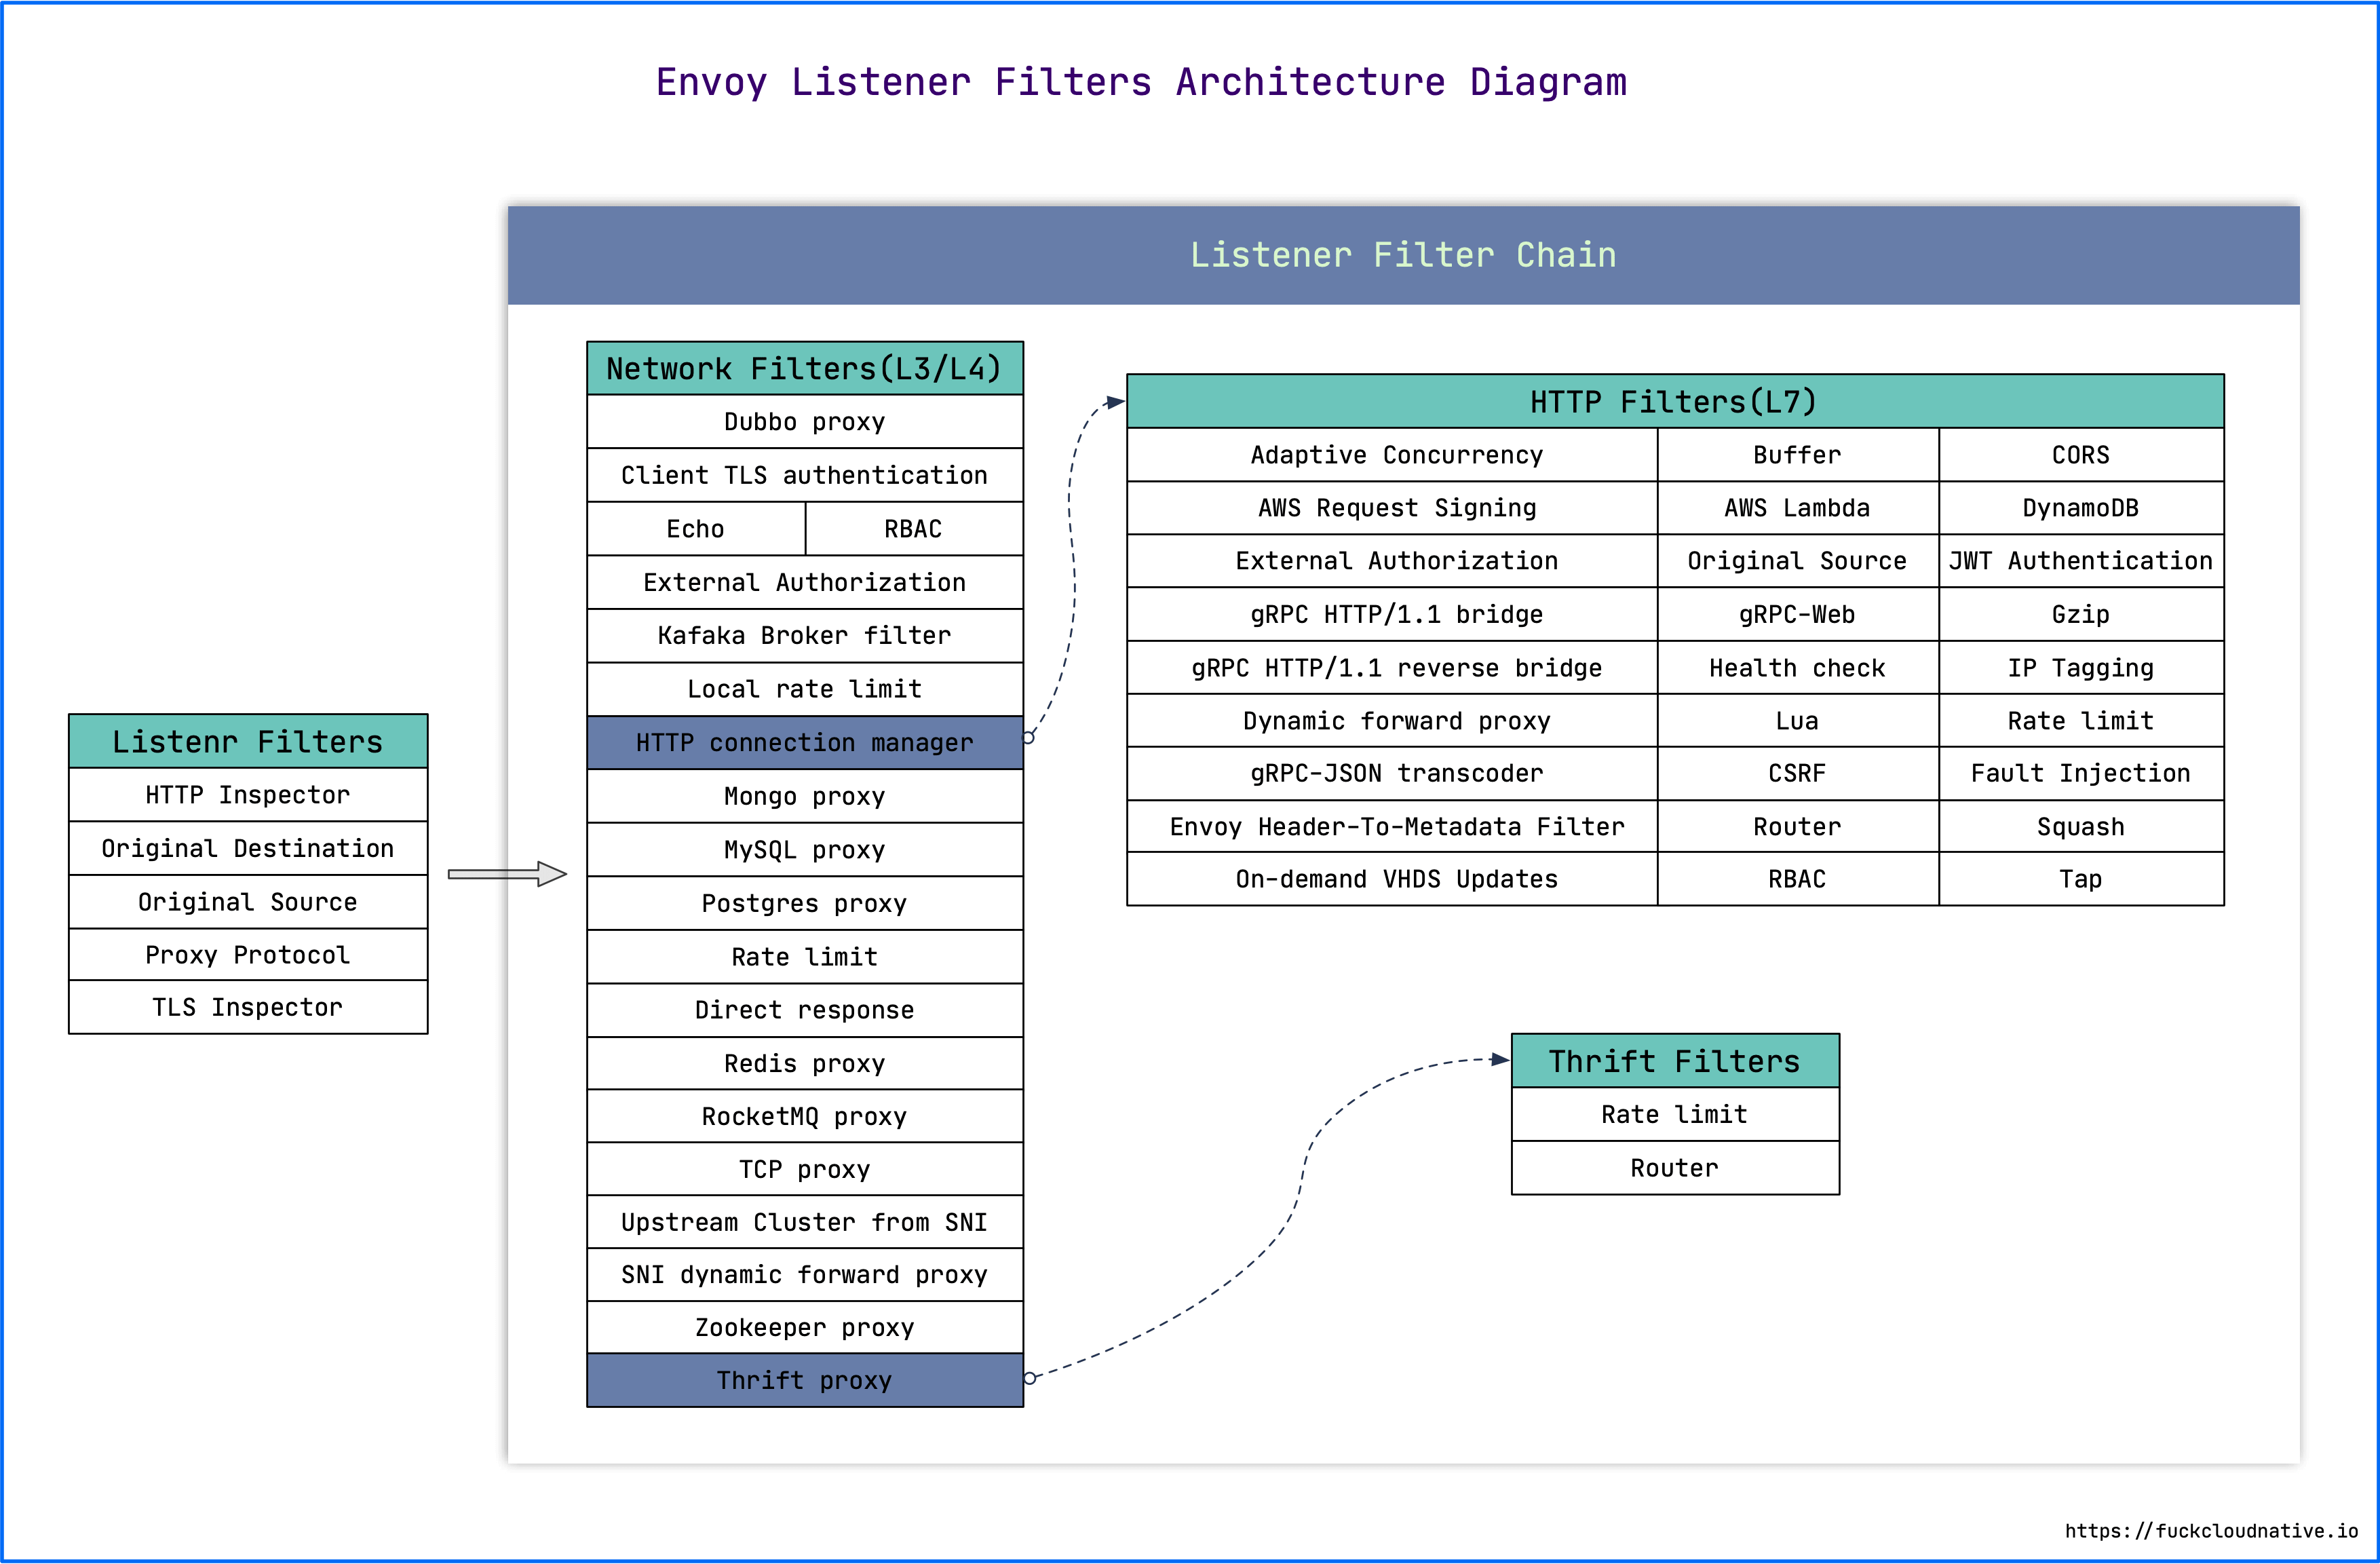 Envoy Listener Filters Architecture Diagram
Listener Filter Chain
Listenr Filters
HTTP Inspector
Original Destination
Original Source
Proxy Protocol
TLS Inspector
Network Filters(L3/L4)
Dubbo proxy
Client TLS authentication
Echo RBAC
External Authorization
Kafaka Broker filter
Local rate limit
HTTP connection manager
Mongo proxy
MySQL proxy
Postgres proxy
Rate limit
Direct response
Redis proxy
RocketMQ proxy
TCP proxy
Upstream Cluster from SNI
SNI dynamic forward proxy
Zookeeper proxy
Thrift proxy
HTTP Filters(L7)
Adaptive Concurrency Buffer CORS
AWS Request Signing AWS Lambda DynamoDB
External Authorization Original Source JWT Authentication
gRPC HTTP/1.1 bridge gRPC-Web Gzip
gRPC HTTP/1.1 reverse bridge Health check IP Tagging
Dynamic forward proxy Lua Rate limit
gRPC-JSON transcoder CSRF Fault Injection
Envoy Header-To-Metadata Filter Router Squash
On-demand VHDS Updates RBAC Tap
Thrift Filters
Rate limit
Router
https://fuckcloudnative.io